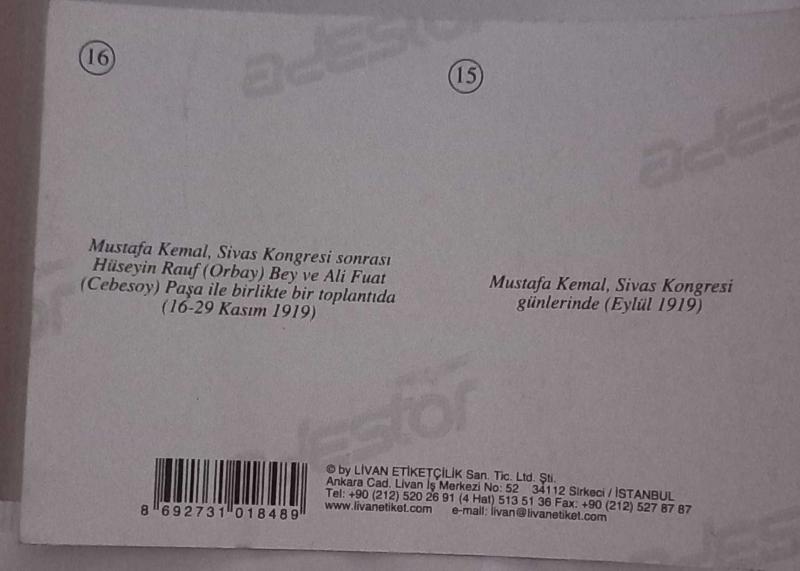 16
Mustafa Kemal, Sivas Kongresi sonrası
Hüseyin Rauf (Orbay) Bey ve Ali Fuat
(Cebesoy) Paşa ile birlikte bir toplantıda
(16-29 Kasım 1919)
15
Mustafa Kemal, Sivas Kongresi
günlerinde (Eylül 1919)
8 692731 018489
© by LİVAN ETİKETÇİLİK San. Tic. Ltd. Şti.
Ankara Cad. Livan İş Merkezi No: 52 34112 Sirkeci / İSTANBUL
Tel: +90 (212) 520 26 91 (4 Hat) 513 51 36 Fax: +90 (212) 527 87 87
www.livanetiket.com e-mail: livan@livanetiket.com
adestor
adestor
adestor